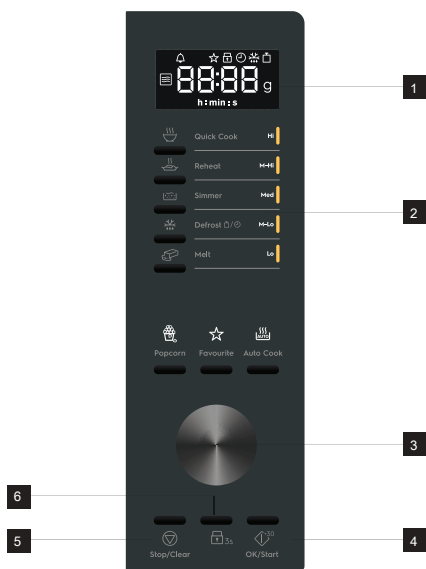 88:88 g
h:min:s
1
Quick Cook Hi
Reheat M-Hi
Simmer Med
2
Defrost M-Lo
Melt Lo
AUTO
Popcorn Favourite Auto Cook
3
6
5
3s
30
4
Stop/Clear OK/Start